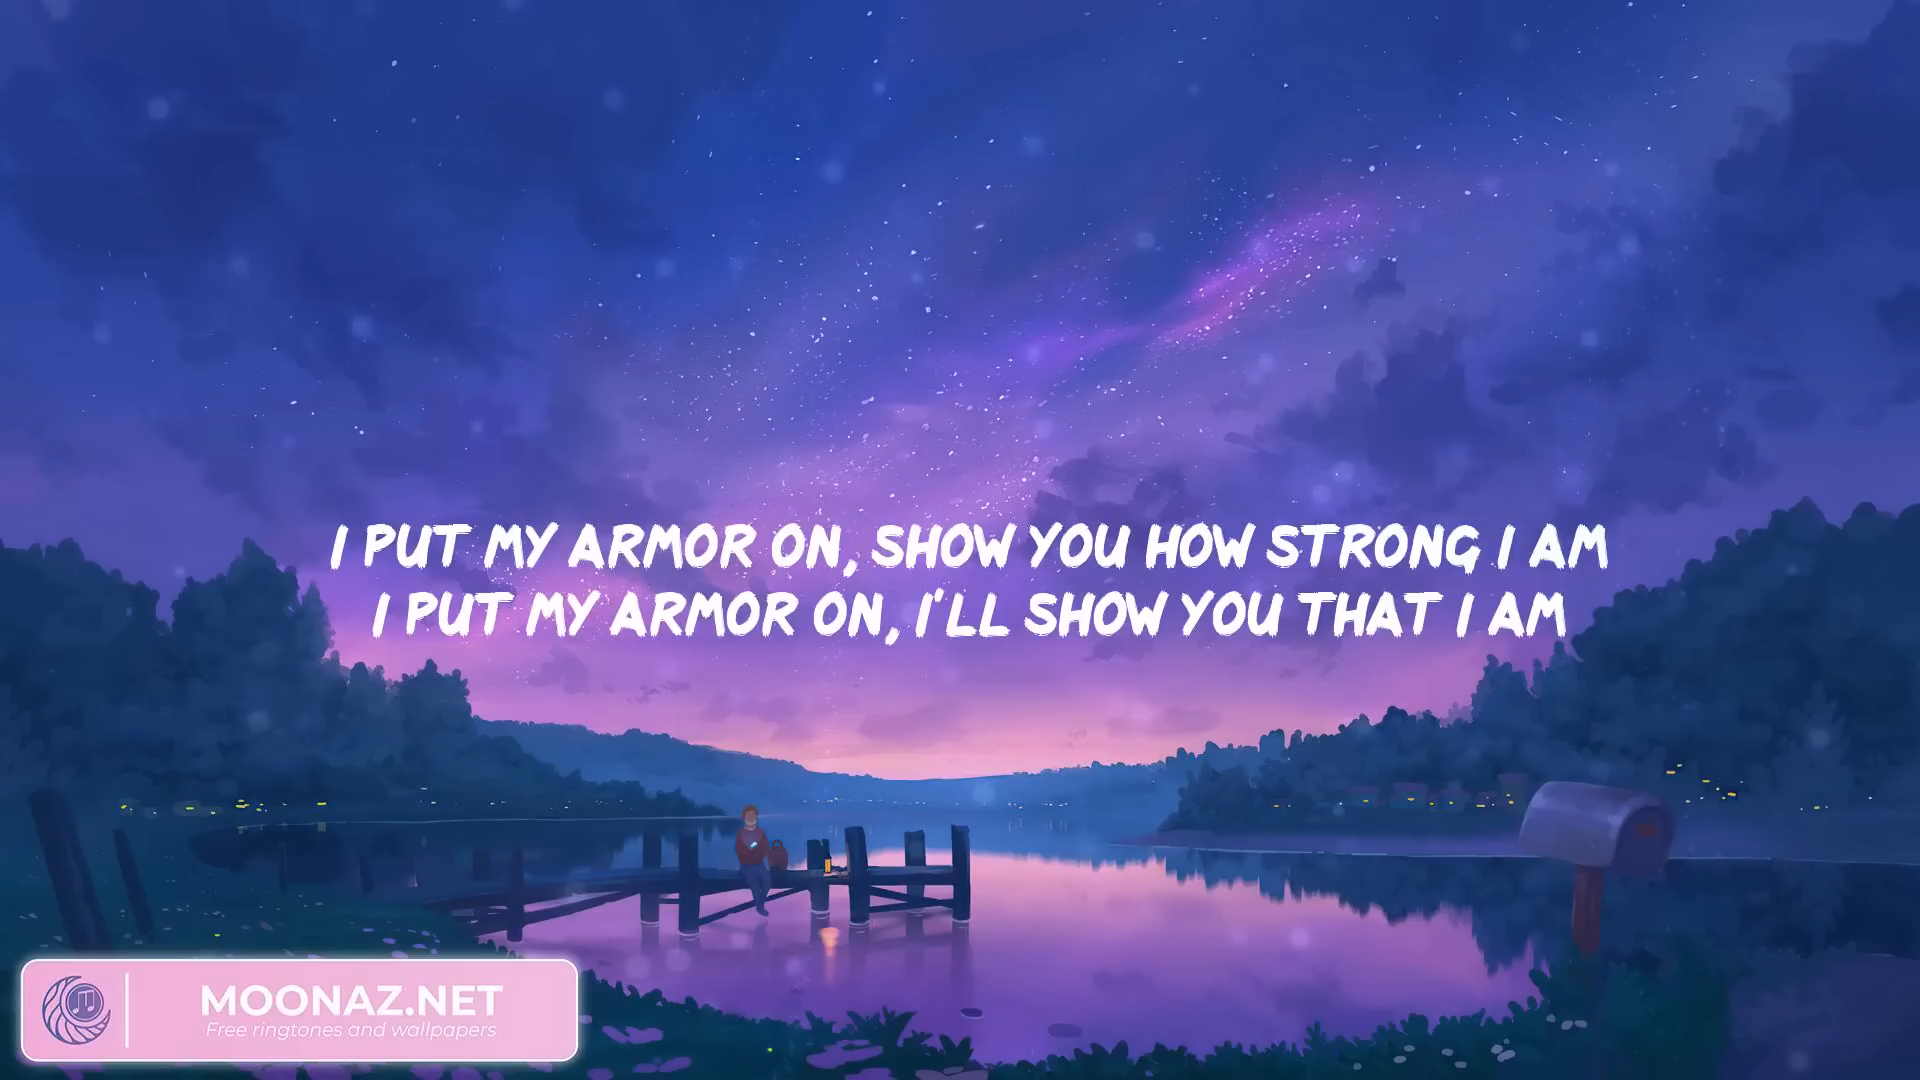 I PUT MY ARMOR ON, SHOW YOU HOW STRONG I AM
I PUT MY ARMOR ON, I'LL SHOW YOU THAT I AM
MOONAZ.NET
Free ringtones and wallpapers